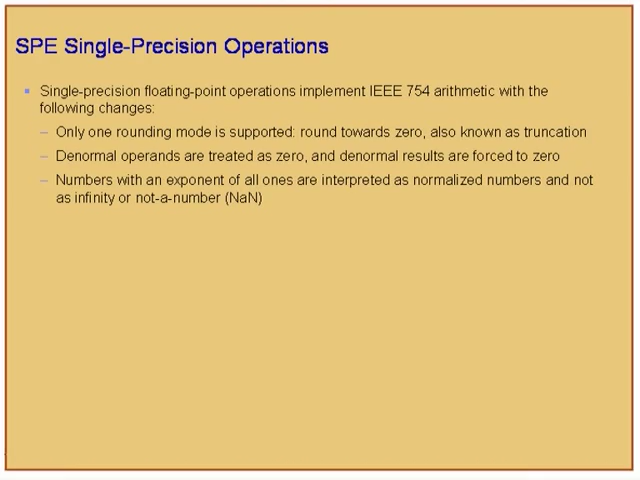 SPE Single-Precision Operations
Single-precision floating-point operations implement IEEE 754 arithmetic with the
following changes:
– Only one rounding mode is supported: round towards zero, also known as truncation
– Denormal operands are treated as zero, and denormal results are forced to zero
– Numbers with an exponent of all ones are interpreted as normalized numbers and not
as infinity or not-a-number (NaN)